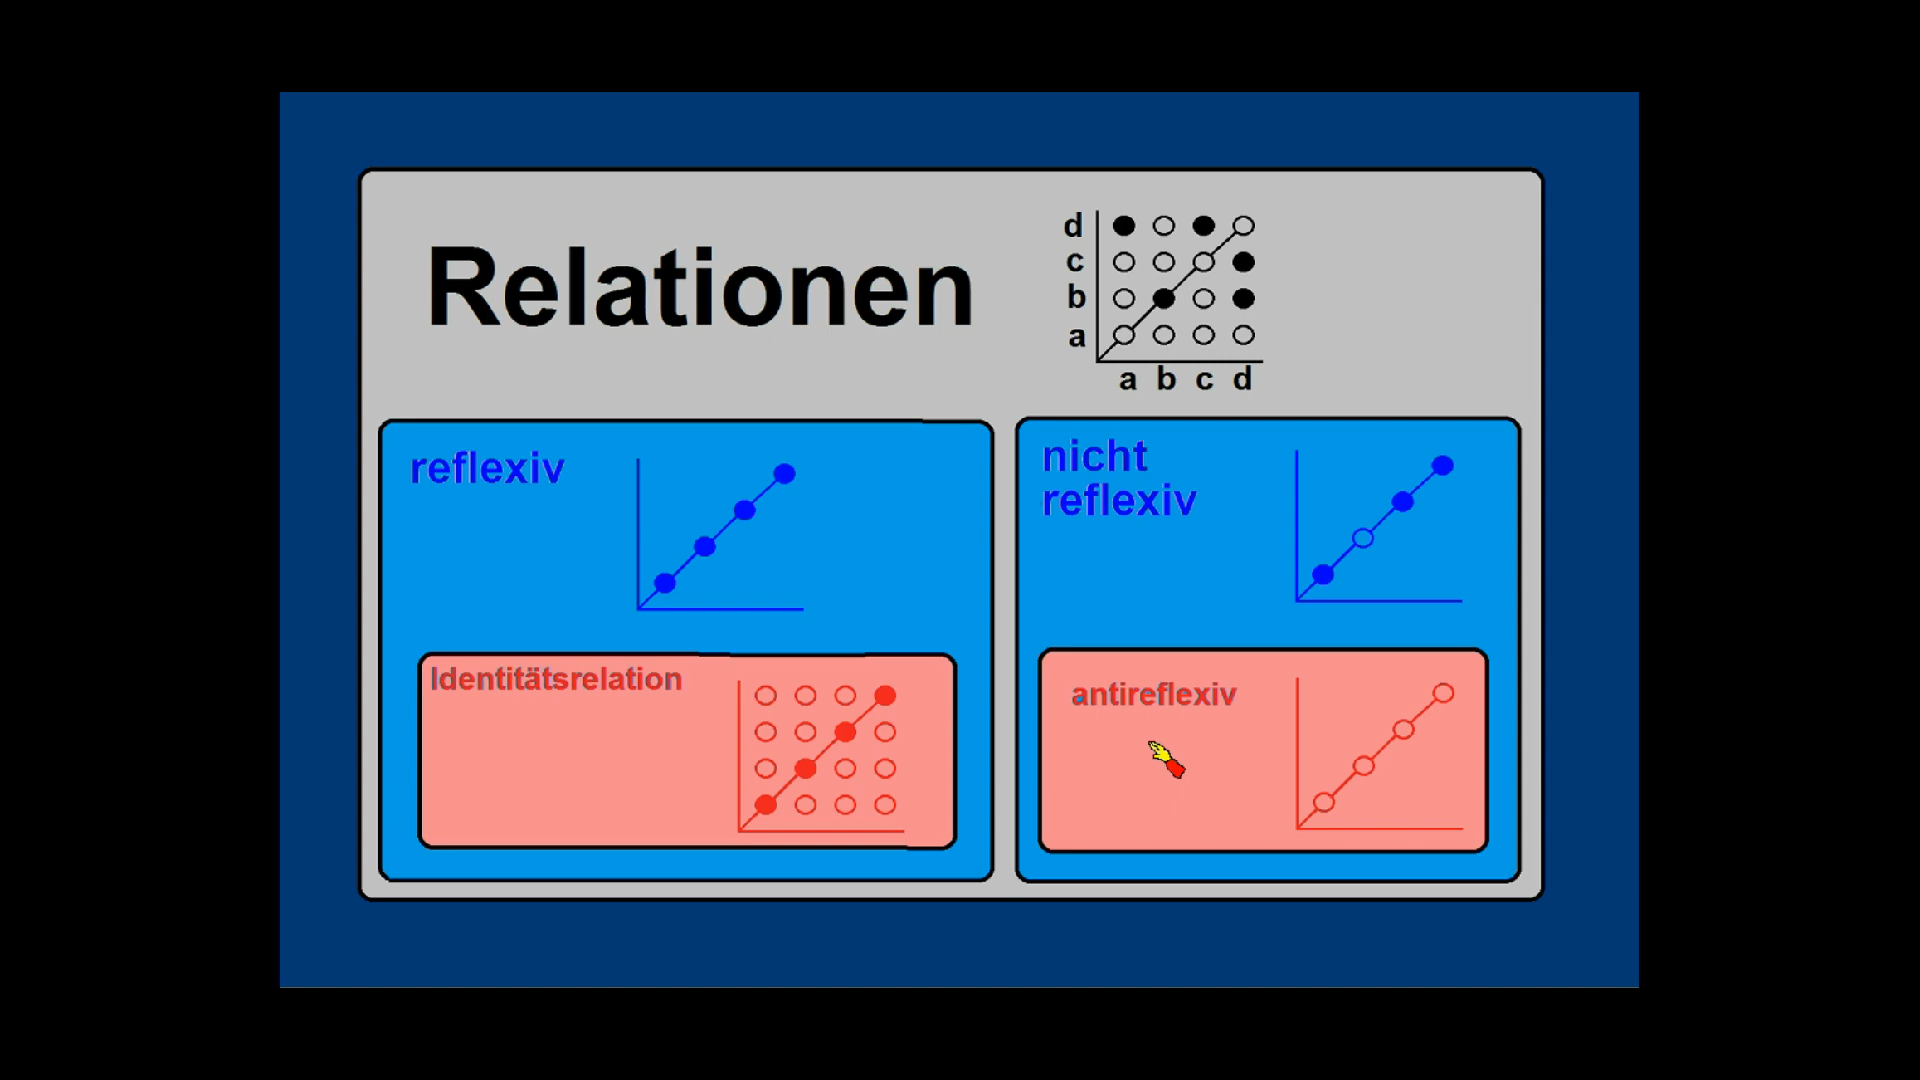 Relationen
d
c
b
a
a b c d
reflexiv
nicht
reflexiv
Identitätsrelation
antireflexiv